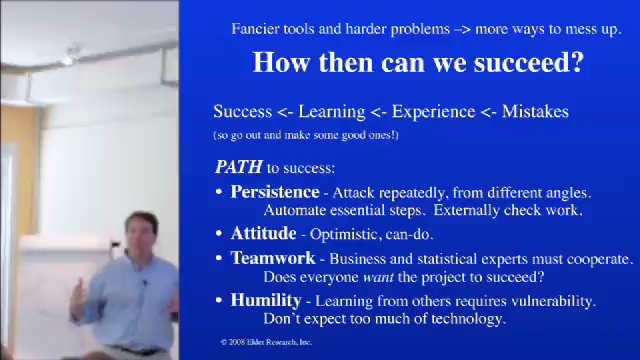 Fancier tools and harder problems –> more ways to mess up.
How then can we succeed?
Success <- Learning <- Experience <- Mistakes
(so go out and make some good ones!)
PATH to success:
• Persistence - Attack repeatedly, from different angles.
Automate essential steps. Externally check work.
• Attitude - Optimistic, can-do.
• Teamwork - Business and statistical experts must cooperate.
Does everyone want the project to succeed?
• Humility - Learning from others requires vulnerability.
Don't expect too much of technology.
© 2008 Elder Research, Inc.